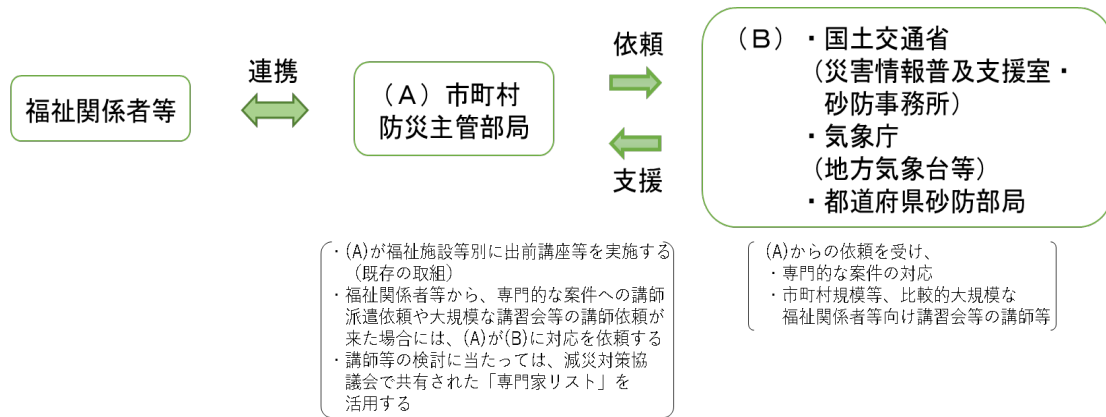 福祉関係者等
連携
（A）市町村
防災主管部局
依頼
支援
（B）・国土交通省
（災害情報普及支援室・
砂防事務所）
・気象庁
（地方気象台等）
・都道府県砂防部局
・(A)が福祉施設等別に出前講座等を実施する
（既存の取組）
・福祉関係者等から、専門的な案件への講師
派遣依頼や大規模な講習会等の講師依頼が
来た場合には、(A)が(B)に対応を依頼する
・講師等の検討に当たっては、減災対策協
議会で共有された「専門家リスト」を
活用する
(A)からの依頼を受け、
・専門的な案件の対応
・市町村規模等、比較的大規模な
福祉関係者等向け講習会等の講師等